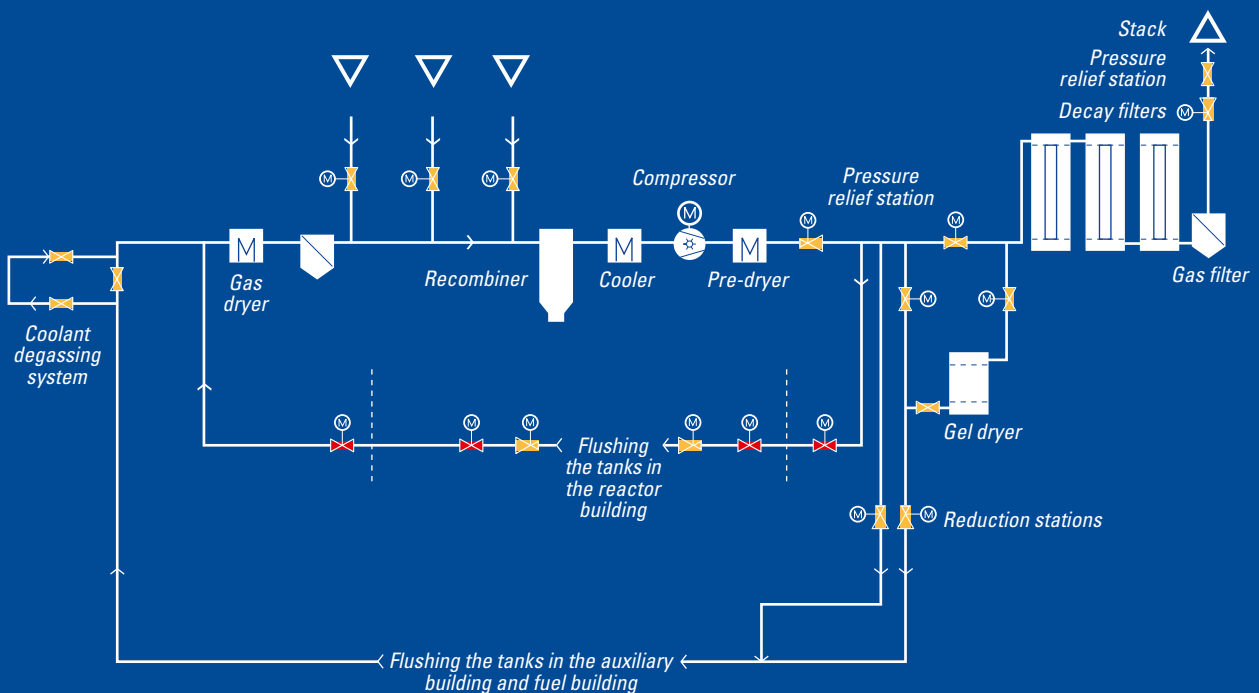 Stack
Pressure
relief station
Decay filters
M
M
M
M
Compressor
M
Pressure
relief station
M
M
M
Gas
dryer
Recombiner
M
Cooler
M
Pre-dryer
Gas filter
M
M
Coolant
degassing
system
Gel dryer
M
M
M
M
M
M
Flushing
the tanks in
the reactor
building
M
M
Reduction stations
Flushing the tanks in the auxiliary
building and fuel building